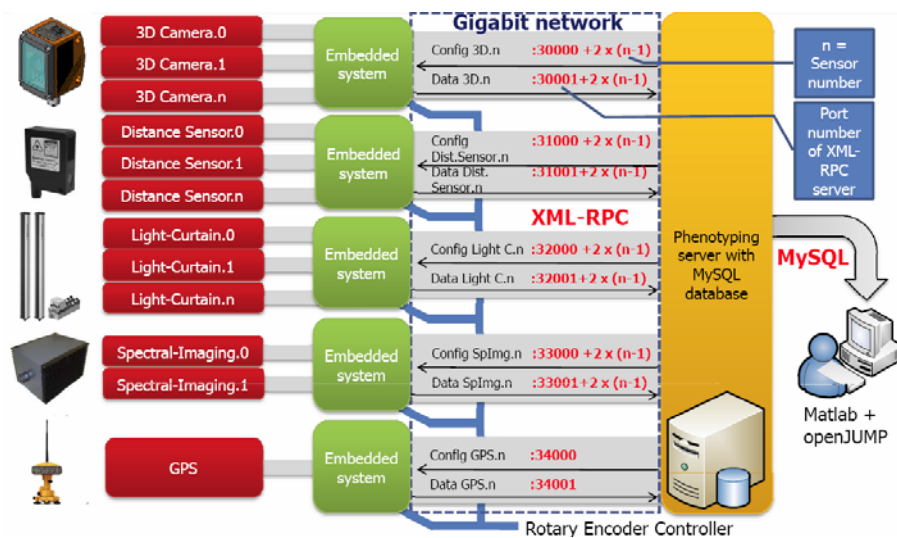 Gigabit network
3D Camera.0
3D Camera.1
3D Camera.n
Embedded
system
Config 3D.n :30000 +2 x (n-1)
Data 3D.n :30001+2 x (n-1)
n =
Sensor
number
Port
number
of XML-
RPC
server
Distance Sensor.0
Distance Sensor.1
Distance Sensor.n
Embedded
system
Config :31000 +2 x (n-1)
Dist.Sensor.n
Data Dist. :31001+2 x (n-1)
Sensor.n
XML-RPC
Light-Curtain.0
Light-Curtain.1
Light-Curtain.n
Embedded
system
Config Light C.n :32000 +2 x (n-1)
Data Light C.n :32001+2 x (n-1)
Phenotyping
server with
MySQL
database
MySQL
Spectral-Imaging.0
Spectral-Imaging.1
Embedded
system
Config SpImg.n :33000 +2 x (n-1)
Data SpImg.n :33001+2 x (n-1)
Matlab +
openJUMP
GPS
Embedded
system
Config GPS.n :34000
Data GPS.n :34001
Rotary Encoder Controller